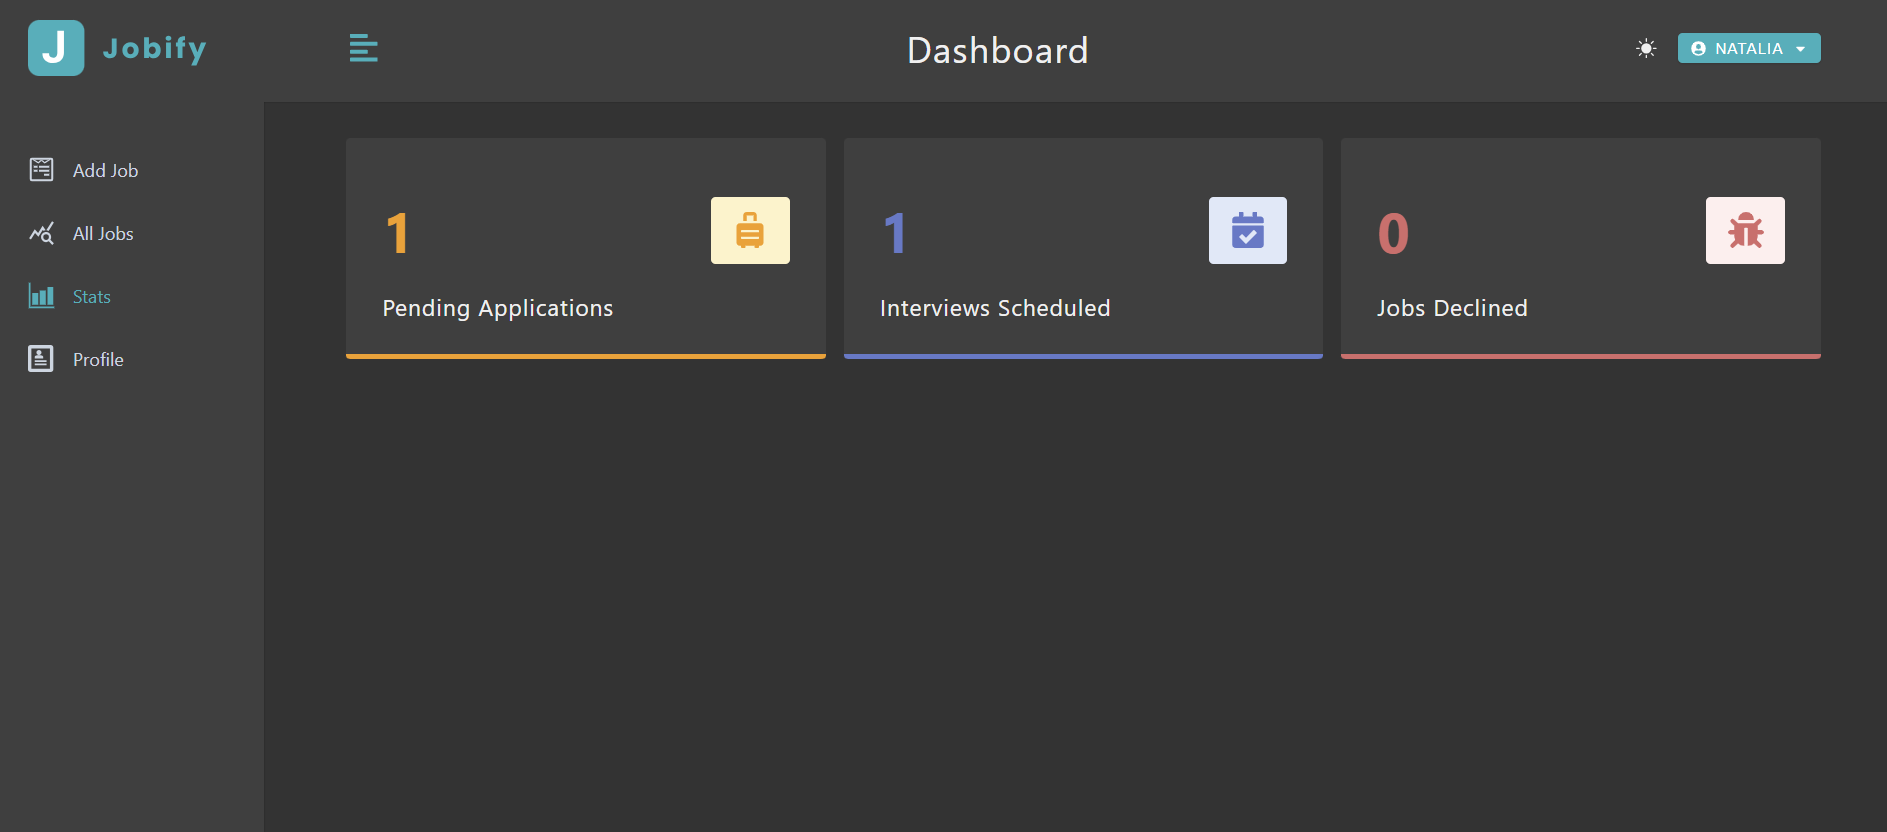 J Jobify
Dashboard
NATALIA
Add Job
All Jobs
Stats
Profile
1
Pending Applications
1
Interviews Scheduled
0
Jobs Declined